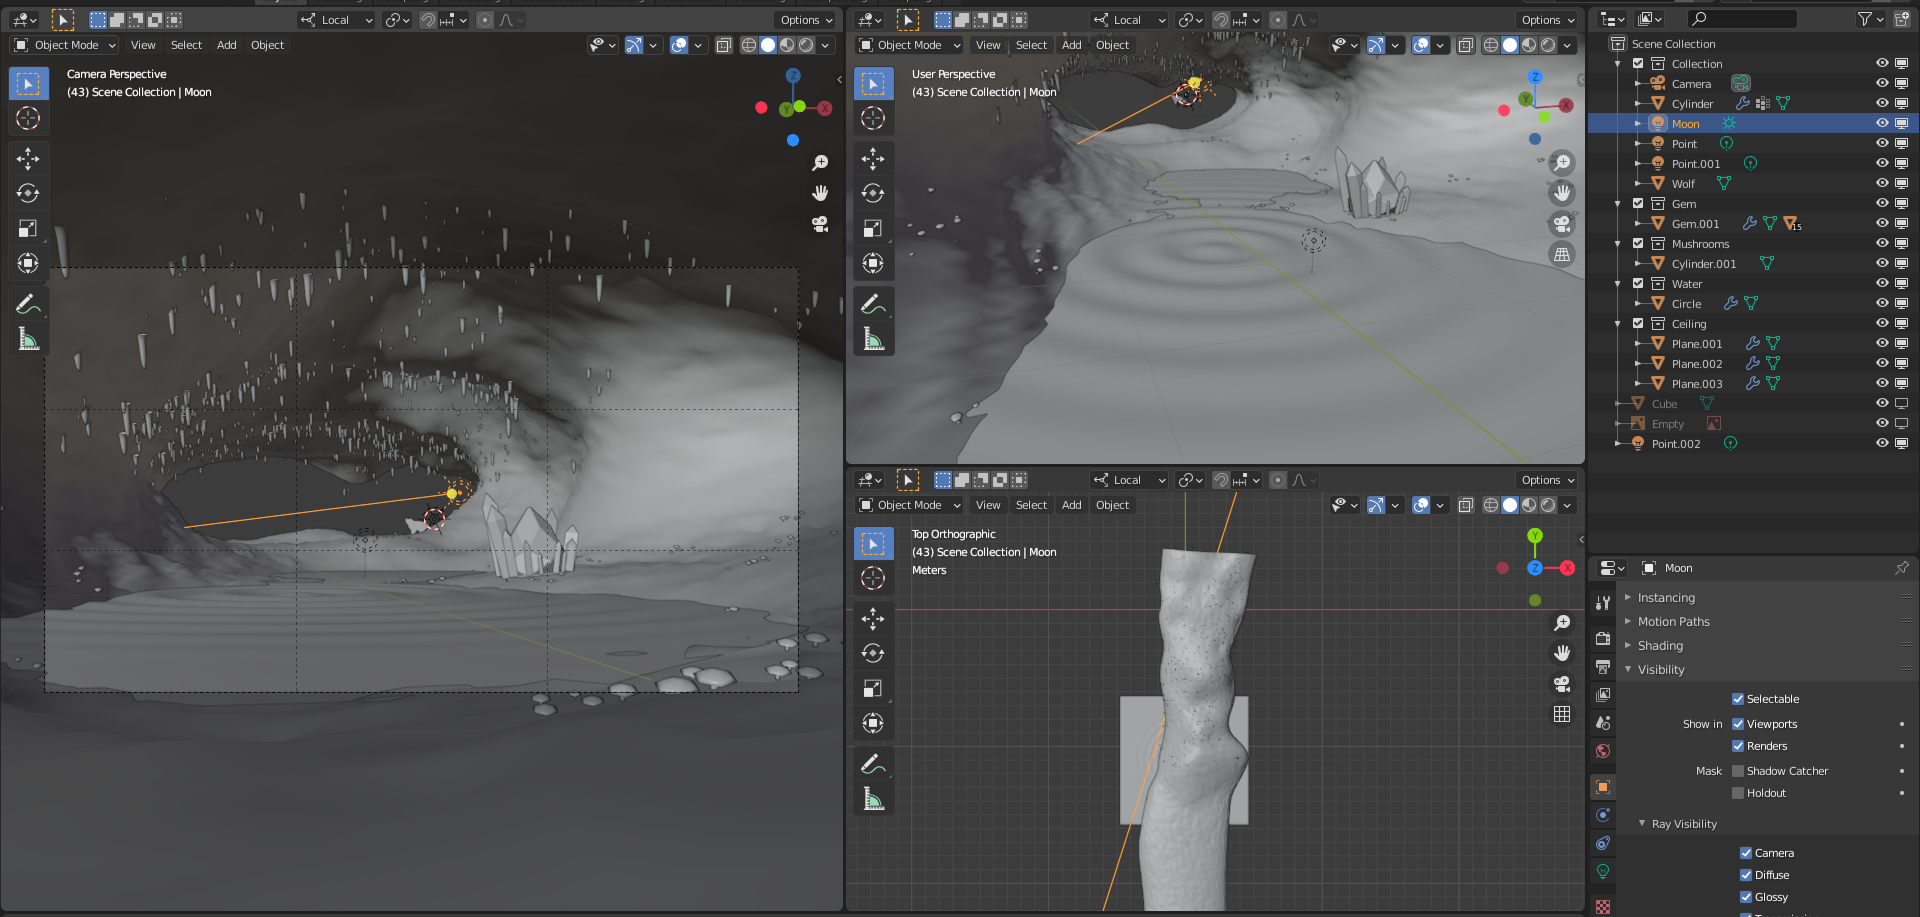 Local
Options
Object Mode
View
Select
Add
Object
Camera Perspective
(43) Scene Collection | Moon
Z
Y
X
Local
Options
Object Mode
View
Select
Add
Object
User Perspective
(43) Scene Collection | Moon
Z
Y
X
Local
Options
Object Mode
View
Select
Add
Object
Top Orthographic
(43) Scene Collection | Moon
Meters
Y
Z
X
Scene Collection
Collection
Camera
Cylinder
Moon
Point
Point.001
Wolf
Gem
Gem.001
15
Mushrooms
Cylinder.001
Water
Circle
Ceiling
Plane.001
Plane.002
Plane.003
Cube
Empty
Point.002
Moon
Instancing
Motion Paths
Shading
Visibility
Selectable
Show in Viewports
Renders
Mask Shadow Catcher
Holdout
Ray Visibility
Camera
Diffuse
Glossy